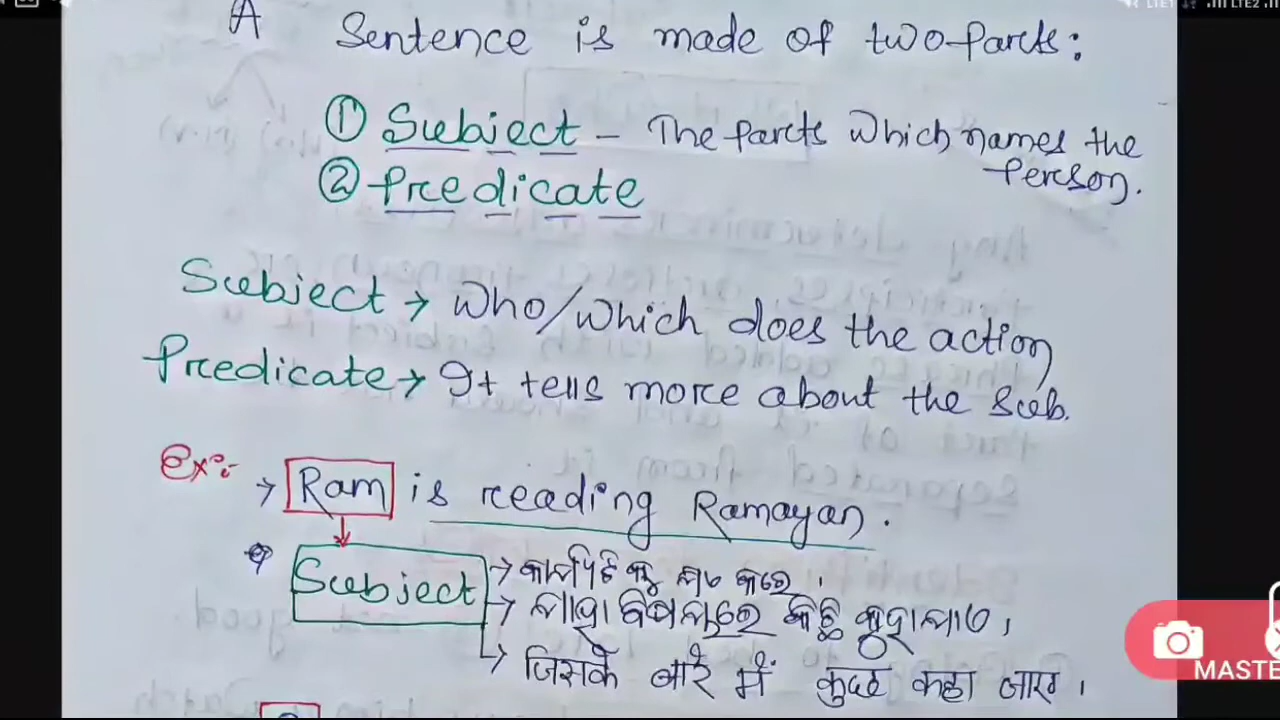 A Sentence is made of two Parts:
① Subject - The Parts which names the Person.
② Predicate
Subject → Who/which does the action
Predicate → It tells more about the Sub.
Ex:- → Ram is reading Ramayan.
Subject → କାର୍ଯ୍ୟଟିକୁ ଯିଏ କରେ ।
→ ଯାହା ବିଷୟରେ କିଛି କୁହାଯାଏ ।
→ जिसके बारे में कुछ कहा जाए ।
MASTE